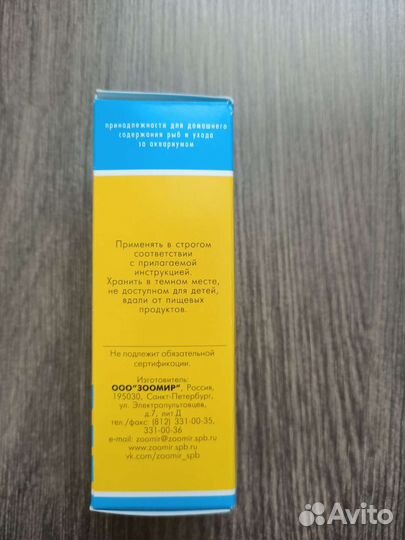 принадлежности для домашнего
содержания рыб и ухода
за аквариумом
Применять в строгом
соответствии
с прилагаемой
инструкцией.
Хранить в темном месте,
не доступном для детей,
вдали от пищевых
продуктов.
Не подлежит обязательной
сертификации.
Изготовитель:
ООО"ЗООМИР", Россия,
195030, Санкт-Петербург,
ул. Электропультовцев,
д.7, лит.Д
тел./факс: (812) 331-00-35,
331-00-36
e-mail: zoomir@zoomir.spb.ru
www.zoomir.spb.ru
vk.com/zoomir_spb
Avito